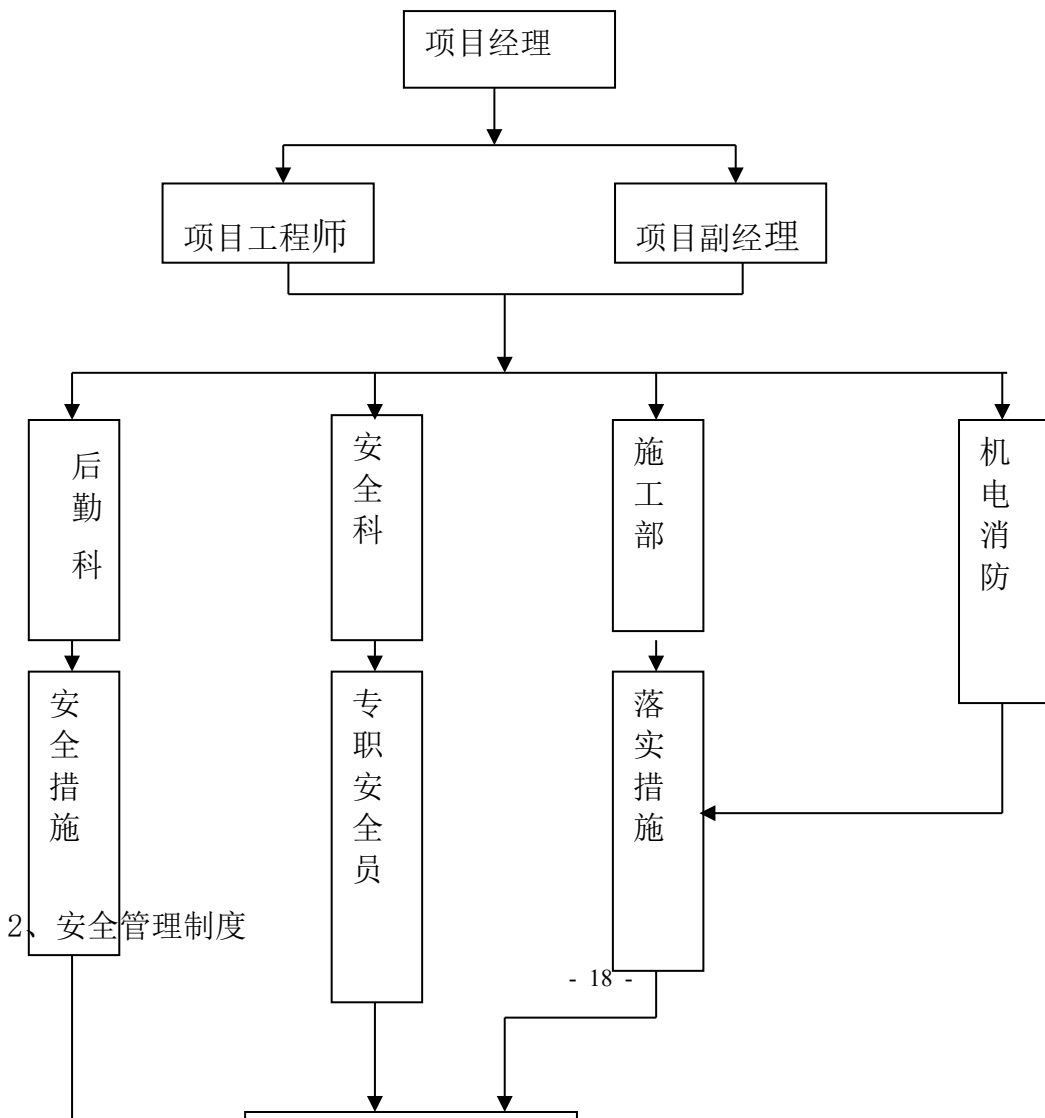 项目经理
项目工程师
项目副经理
后勤科
安全科
施工部
机电消防
安全措施
专职安全员
落实措施
2、安全管理制度
- 18 -